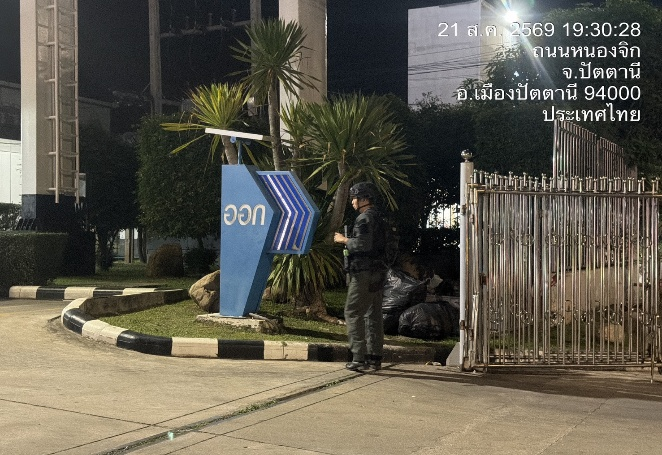 21 ส.ค. 2569 19:30:28
ถนนหนองจิก
จ.ปัตตานี
อ.เมืองปัตตานี 94000
ประเทศไทย
ออก